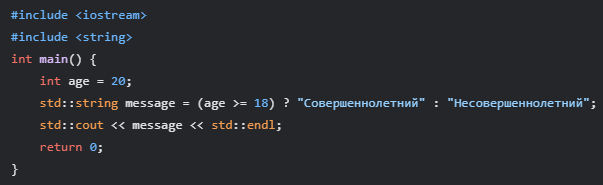 #include <iostream>
#include <string>
int main() {
    int age = 20;
    std::string message = (age >= 18) ? "Совершеннолетний" : "Несовершеннолетний";
    std::cout << message << std::endl;
    return 0;
}